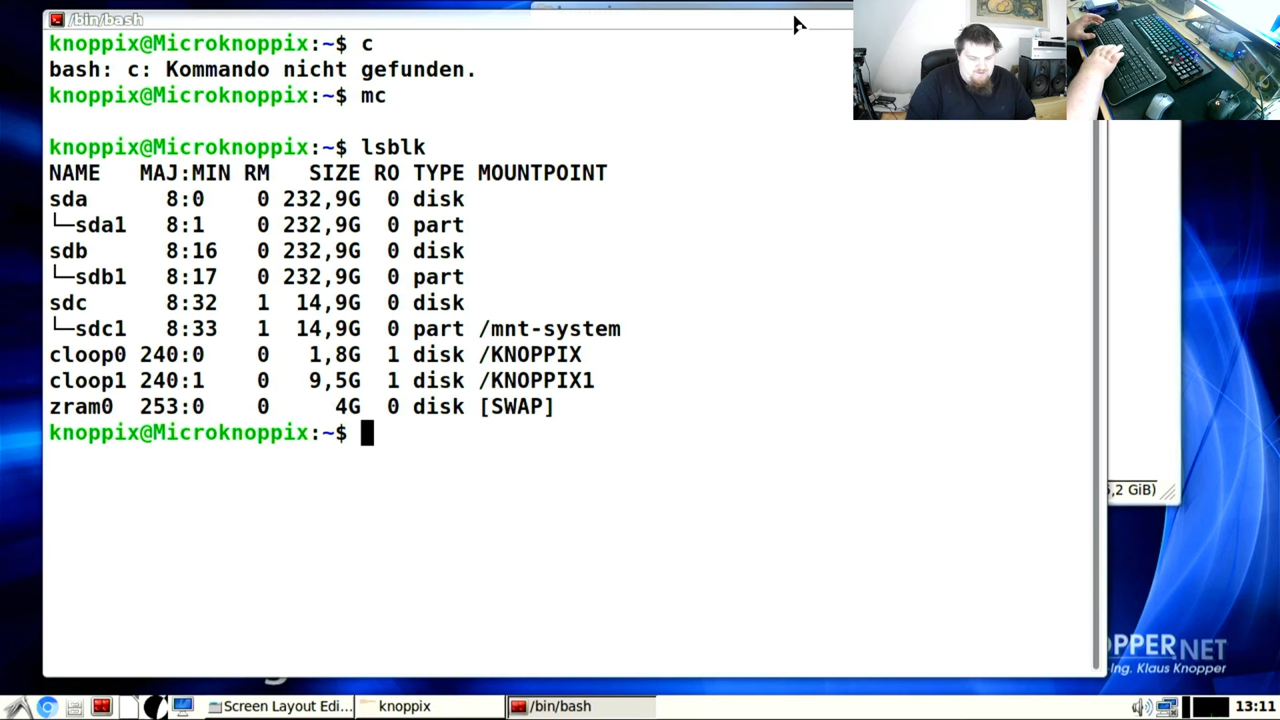 /bin/bash
knoppix@Microknoppix:~$ c
bash: c: Kommando nicht gefunden.
knoppix@Microknoppix:~$ mc
knoppix@Microknoppix:~$ lsblk
NAME   MAJ:MIN RM   SIZE RO TYPE MOUNTPOINT
sda      8:0    0 232,9G  0 disk
└─sda1   8:1    0 232,9G  0 part
sdb      8:16   0 232,9G  0 disk
└─sdb1   8:17   0 232,9G  0 part
sdc      8:32   1  14,9G  0 disk
└─sdc1   8:33   1  14,9G  0 part /mnt-system
cloop0 240:0    0   1,8G  1 disk /KNOPPIX
cloop1 240:1    0   9,5G  1 disk /KNOPPIX1
zram0  253:0    0     4G  0 disk [SWAP]
knoppix@Microknoppix:~$
,2 GiB)
OPPER.NET
Ing. Klaus Knopper
Screen Layout Edi...
knoppix
/bin/bash
13:11